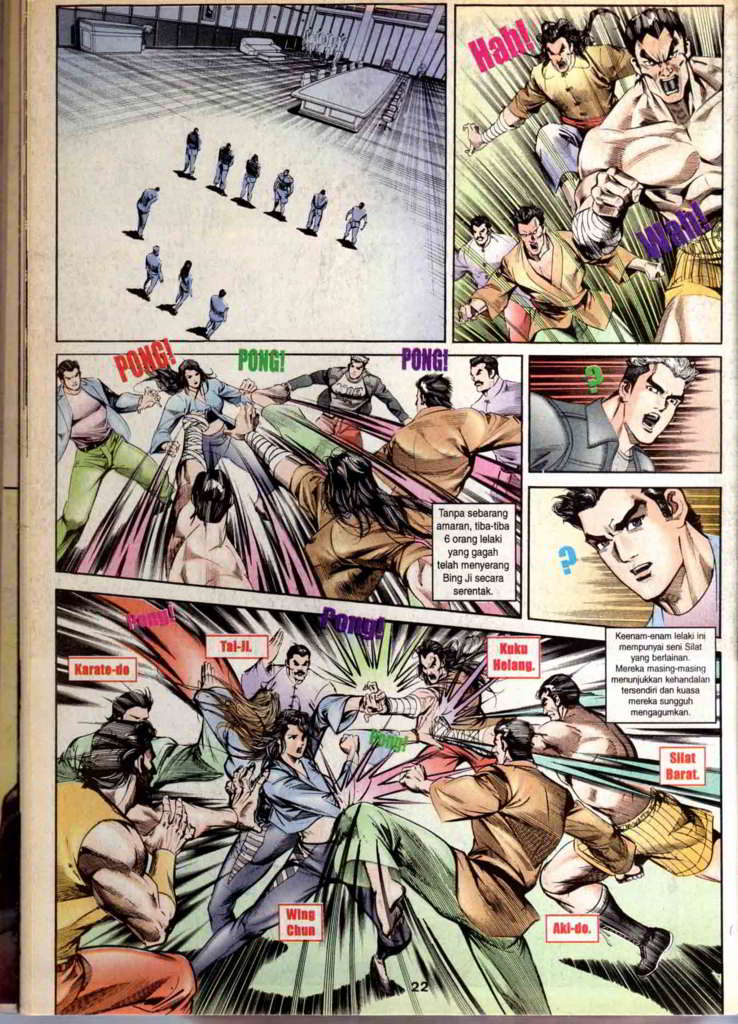 Hah!
Wah!
PONG!
PONG!
PONG!
Tanpa sebarang
amaran, tiba-tiba
6 orang lelaki
yang gagah
telah menyerang
Bing Ji secara
serentak.
?
?
Keenam-enam lelaki ini
mempunyai seni Silat
yang berlainan.
Mereka masing-masing
menunjukkan kehandalan
tersendiri dan kuasa
mereka sungguh
mengagumkan.
Pong!
Pong!
Tai-Ji.
Kuku
Helang.
Karate-do
Pong!
Silat
Barat.
Wing
Chun
Aki-do.
22